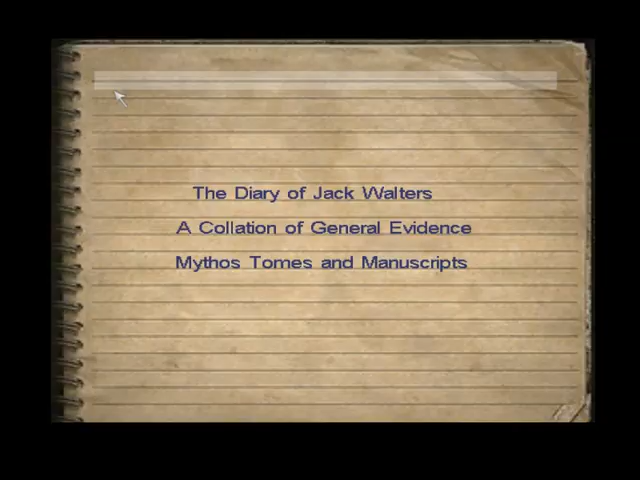 The Diary of Jack Walters
A Collation of General Evidence
Mythos Tomes and Manuscripts